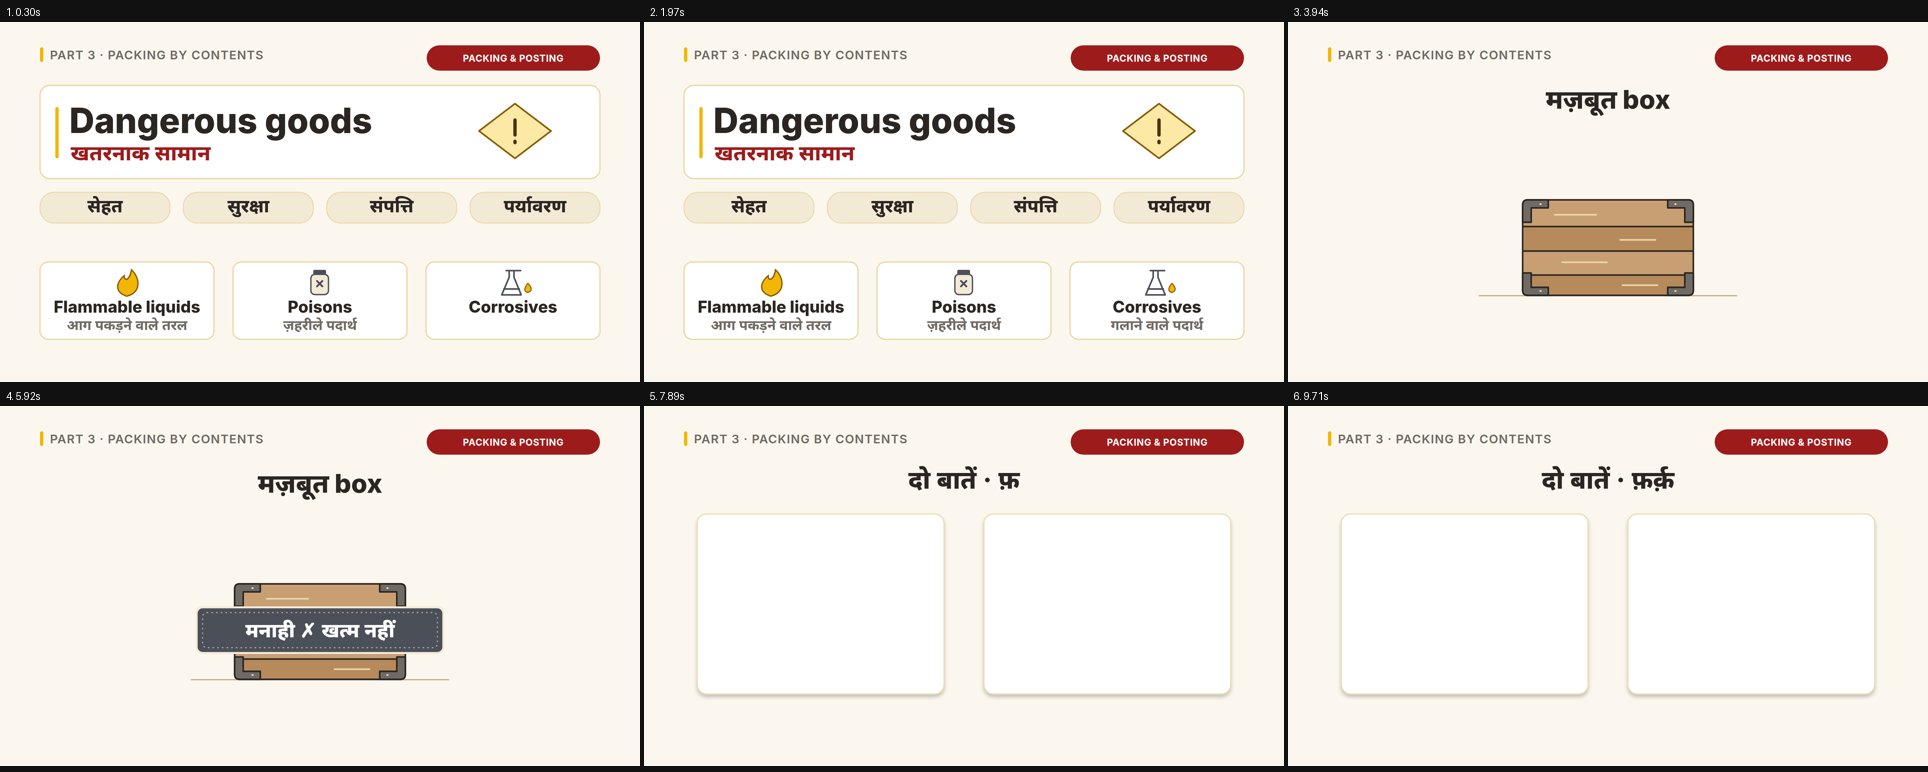 1. 0.30s
PART 3 · PACKING BY CONTENTS
PACKING & POSTING
Dangerous goods
खतरनाक सामान
सेहत
सुरक्षा
संपत्ति
पर्यावरण
Flammable liquids
आग पकड़ने वाले तरल
Poisons
ज़हरीले पदार्थ
Corrosives
2. 1.97s
PART 3 · PACKING BY CONTENTS
PACKING & POSTING
Dangerous goods
खतरनाक सामान
सेहत
सुरक्षा
संपत्ति
पर्यावरण
Flammable liquids
आग पकड़ने वाले तरल
Poisons
ज़हरीले पदार्थ
Corrosives
गलाने वाले पदार्थ
3. 3.94s
PART 3 · PACKING BY CONTENTS
PACKING & POSTING
मज़बूत box
4. 5.92s
PART 3 · PACKING BY CONTENTS
PACKING & POSTING
मज़बूत box
मनाही ✗ खत्म नहीं
5. 7.89s
PART 3 · PACKING BY CONTENTS
PACKING & POSTING
दो बातें · फ़
6. 9.71s
PART 3 · PACKING BY CONTENTS
PACKING & POSTING
दो बातें · फ़र्क़